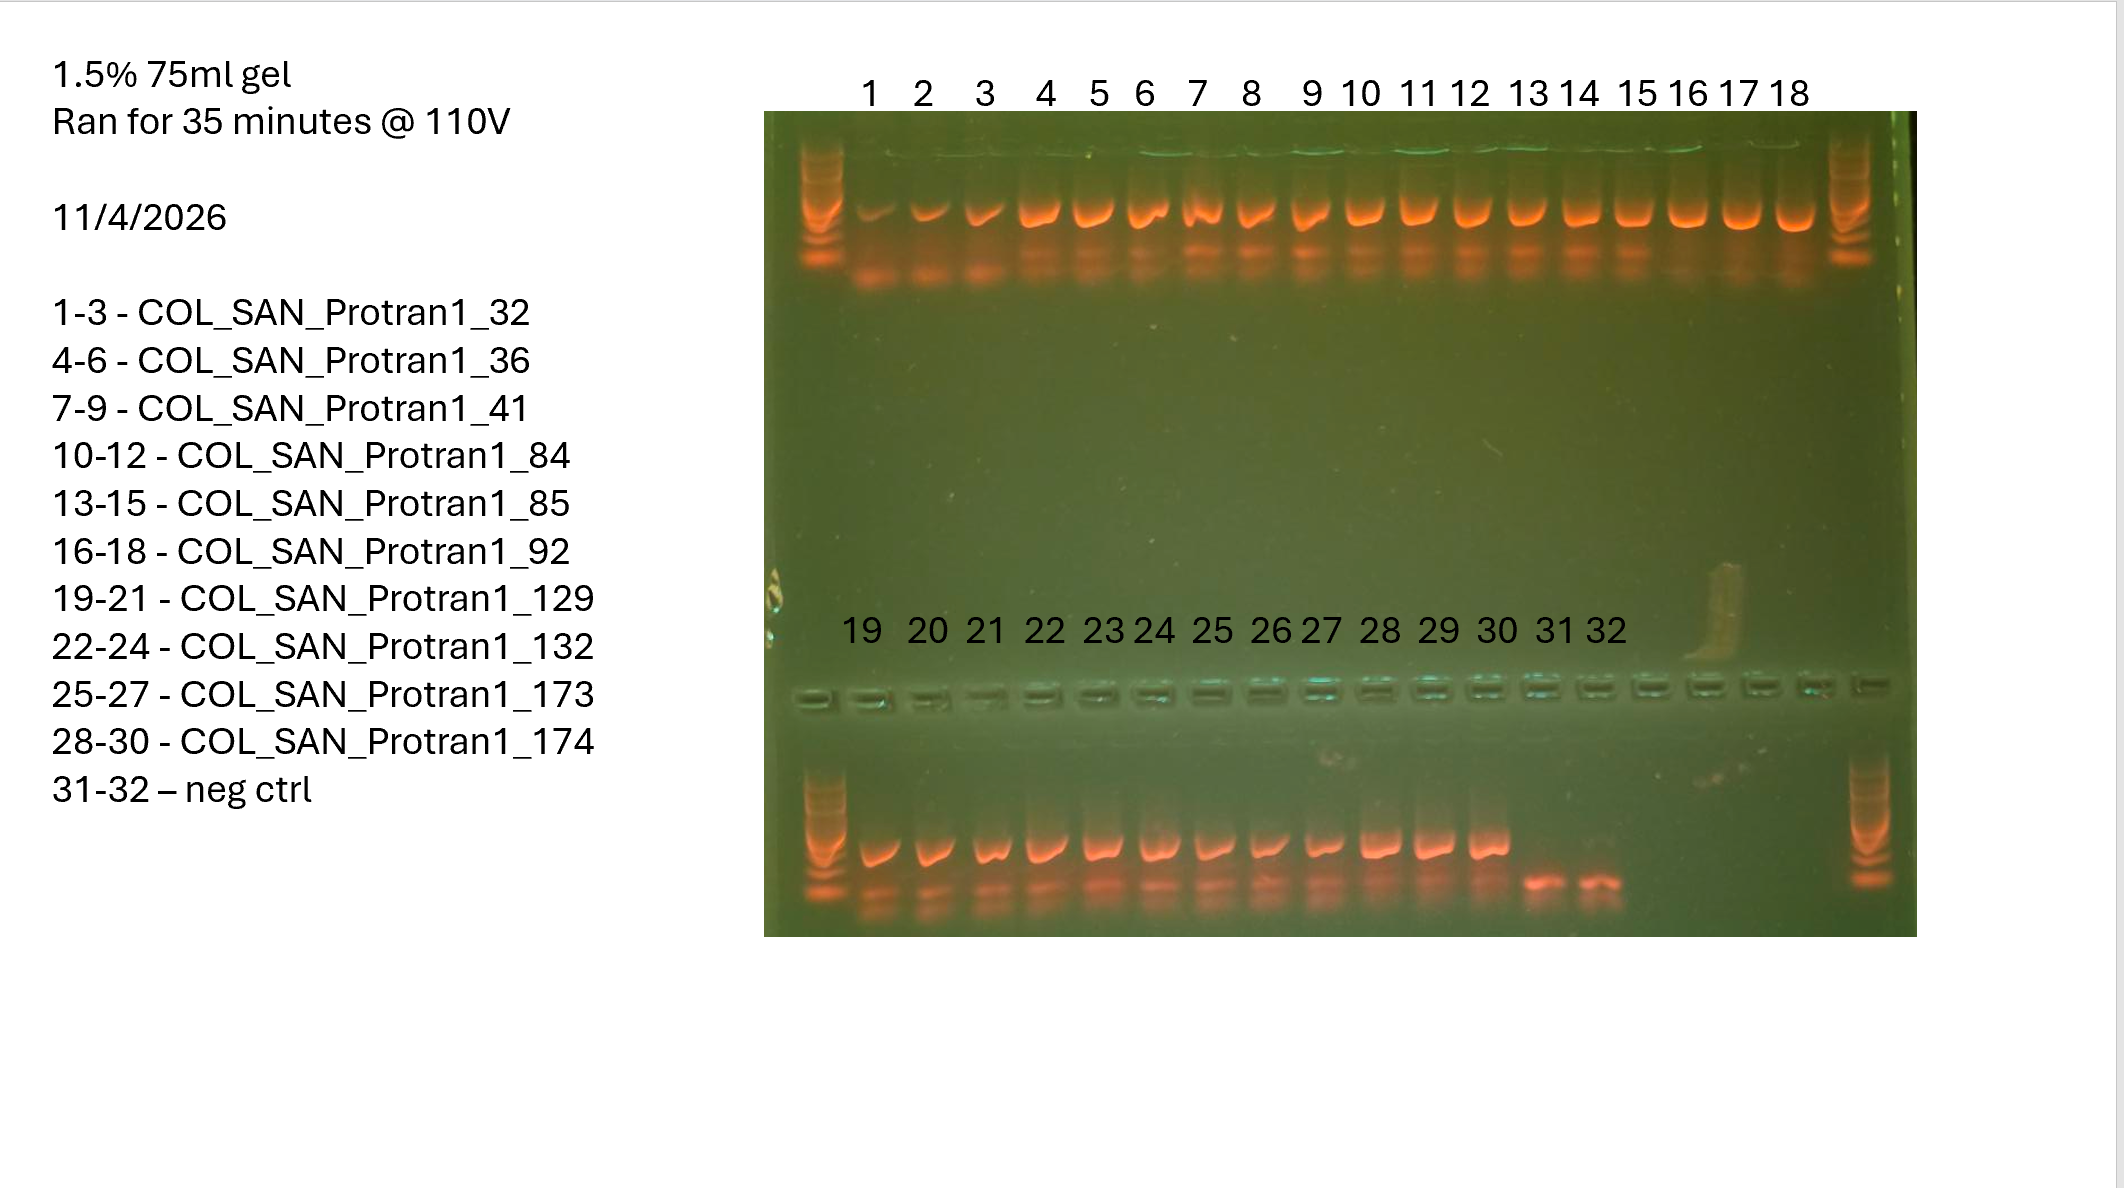 1.5% 75ml gel
Ran for 35 minutes @ 110V
11/4/2026
1-3 - COL_SAN_Protran1_32
4-6 - COL_SAN_Protran1_36
7-9 - COL_SAN_Protran1_41
10-12 - COL_SAN_Protran1_84
13-15 - COL_SAN_Protran1_85
16-18 - COL_SAN_Protran1_92
19-21 - COL_SAN_Protran1_129
22-24 - COL_SAN_Protran1_132
25-27 - COL_SAN_Protran1_173
28-30 - COL_SAN_Protran1_174
31-32 – neg ctrl
1 2 3 4 5 6 7 8 9 10 11 12 13 14 15 16 17 18
19 20 21 22 23 24 25 26 27 28 29 30 31 32